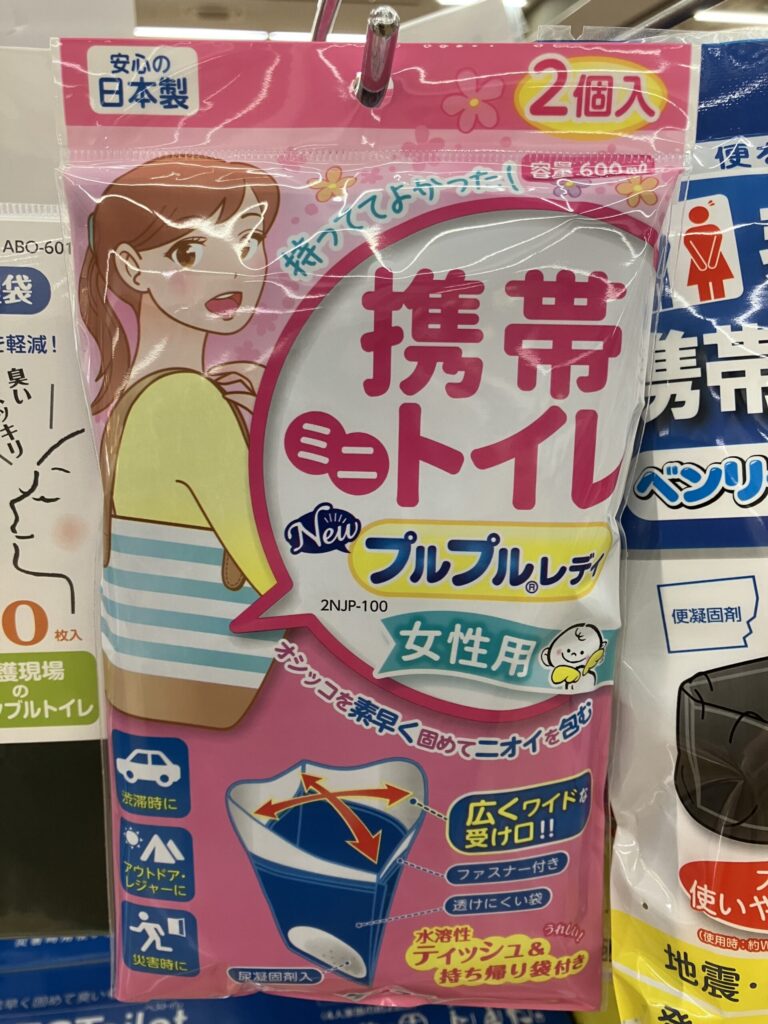 安心の
日本製
2個入
容量 600ml
持っててよかった!
携帯
ミニトイレ
New
プルプル®レディ
2NJP-100
女性用
オシッコを素早く固めてニオイを包む
渋滞時に
アウトドア・
レジャーに
災害時に
広くワイドな
受け口!!
ファスナー付き
透けにくい袋
尿凝固剤入
水溶性
ティッシュ&
持ち帰り袋付き
うれしい!
ABO-601
袋
軽減!
臭い
0枚入
護現場
の
ブルトイレ
携帯
ベンリー
便凝固剤
使いや
地震・